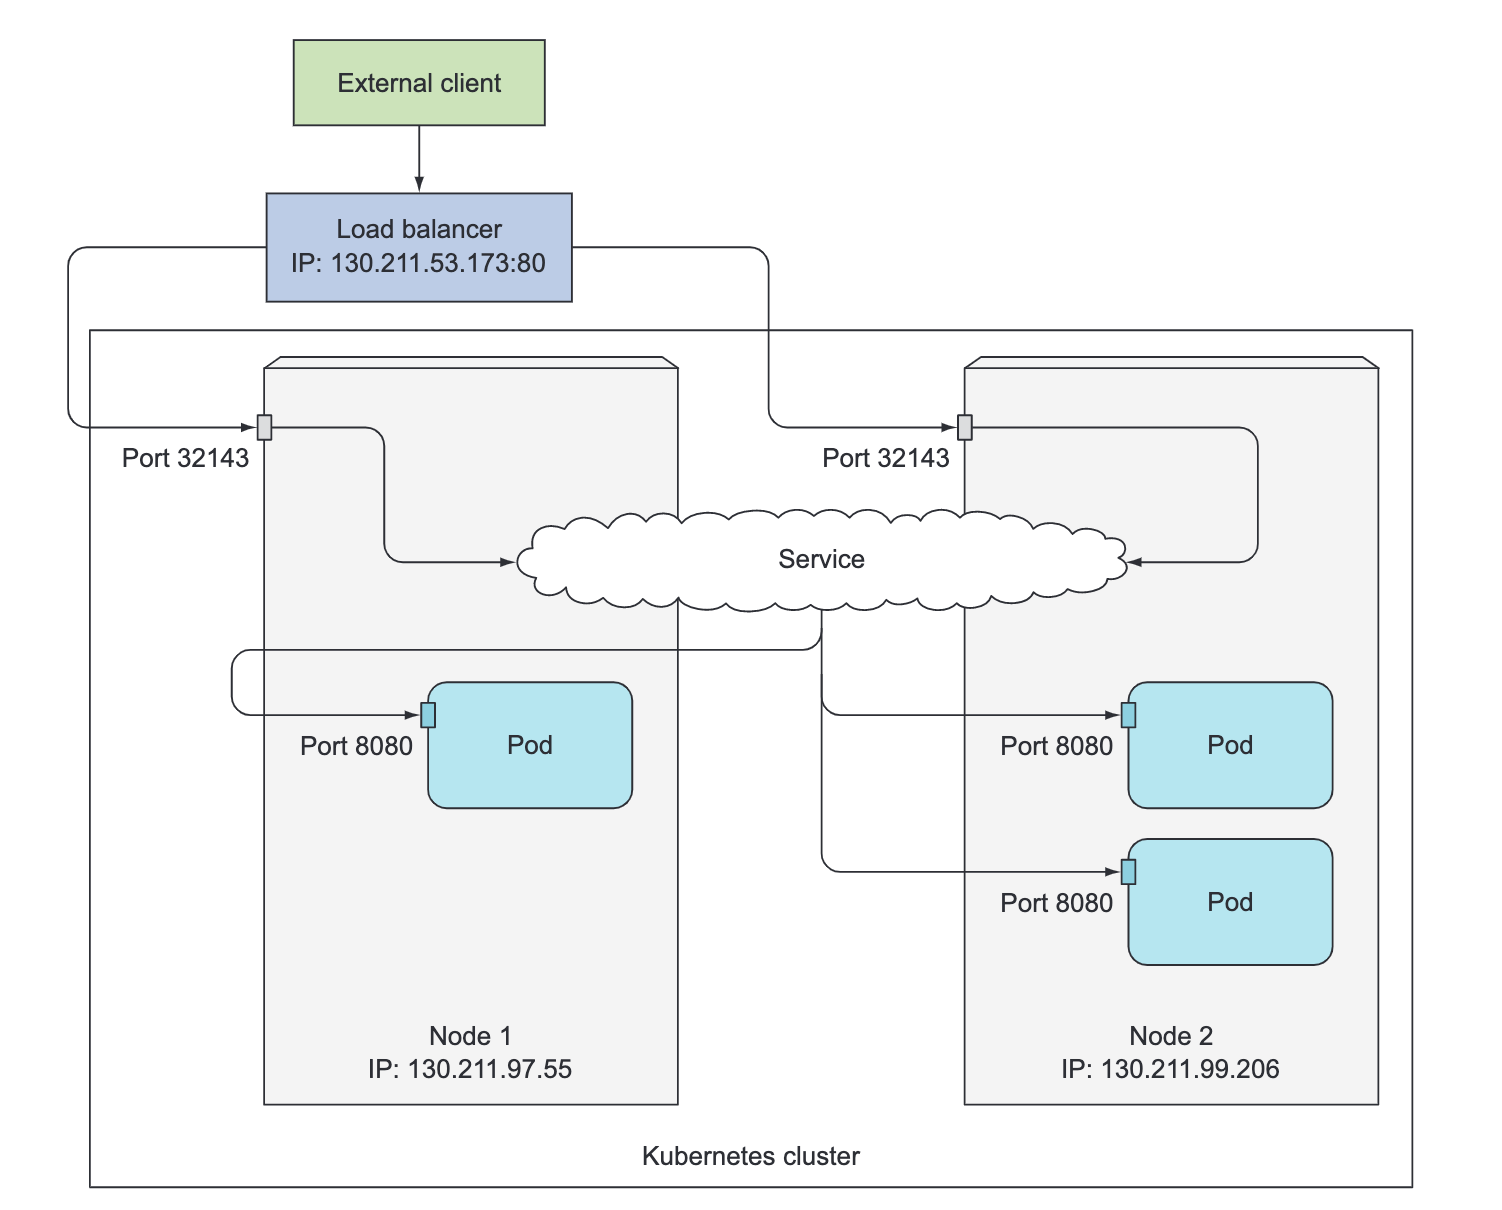 External client
Load balancer
IP: 130.211.53.173:80
Port 32143
Port 32143
Service
Port 8080
Pod
Port 8080
Pod
Port 8080
Pod
Node 1
IP: 130.211.97.55
Node 2
IP: 130.211.99.206
Kubernetes cluster